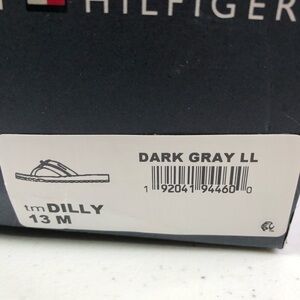 HILFIGER
DARK GRAY LL
1 92041 94460 0
tmDILLY
13 M